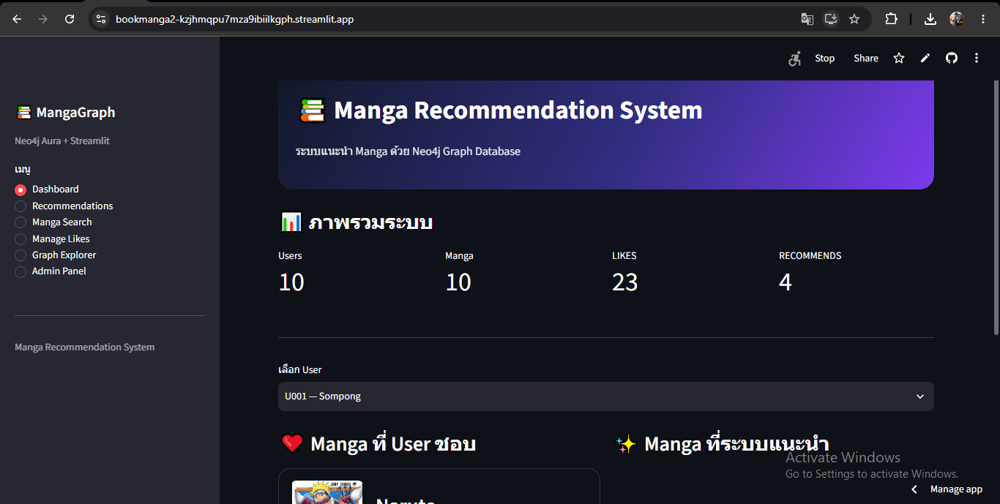 bookmanga2-kzjhmqpu7mza9ibiilkgph.streamlit.app
Stop Share
📚 MangaGraph
Neo4j Aura + Streamlit
เมนู
Dashboard
Recommendations
Manga Search
Manage Likes
Graph Explorer
Admin Panel
Manga Recommendation System
📚 Manga Recommendation System
ระบบแนะนำ Manga ด้วย Neo4j Graph Database
📊 ภาพรวมระบบ
Users Manga LIKES RECOMMENDS
10 10 23 4
เลือก User
U001 — Sompong
❤️ Manga ที่ User ชอบ ✨ Manga ที่ระบบแนะนำ
JUMP COMICS
Naruto
Activate Windows
Go to Settings to activate Windows.
Manage app